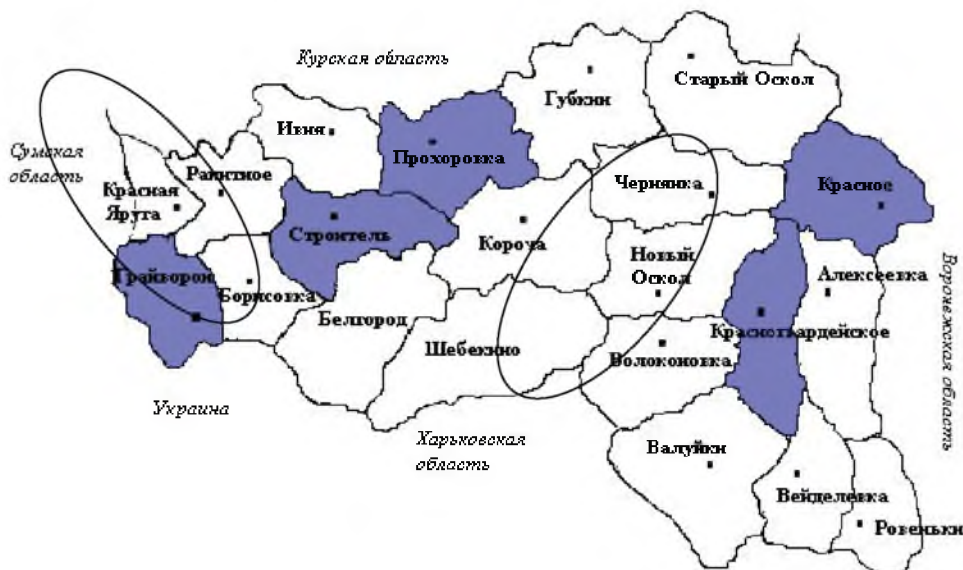 Курская область
Старый Оскол
Губкин
Ивня
Прохоровка
Сумская
область
Ракитное
Красная
Яруга
Чернянка
Красное
Строитель
Короча
Новый
Оскол
Грайворон
Борисовка
Алексеевка
Белгород
Шебекино
Красногвардейское
Волоконовка
Воронежская область
Украина
Харьковская
область
Валуйки
Вейделевка
Ровеньки